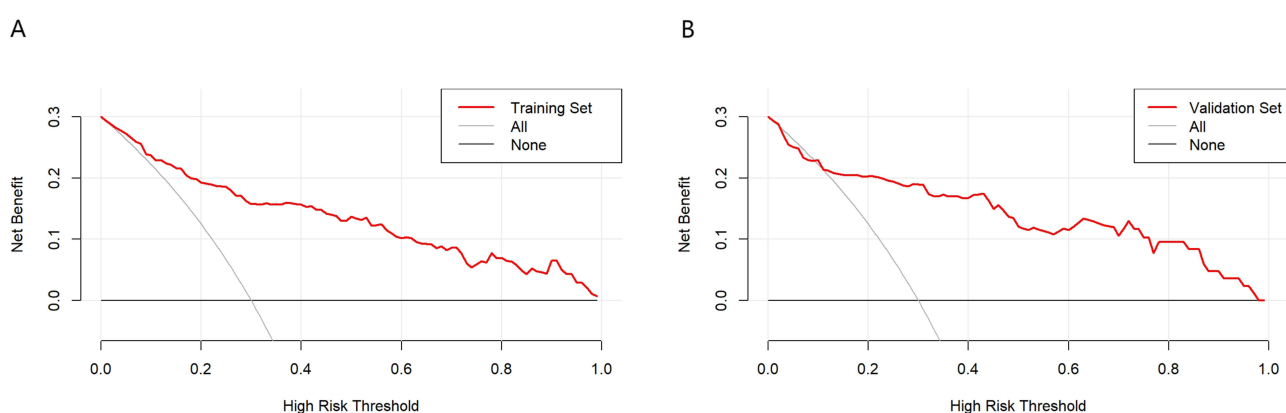 A
Training Set
All
None
Net Benefit
0.3
0.2
0.1
0.0
0.0 0.2 0.4 0.6 0.8 1.0
High Risk Threshold
B
Validation Set
All
None
Net Benefit
0.3
0.2
0.1
0.0
0.0 0.2 0.4 0.6 0.8 1.0
High Risk Threshold